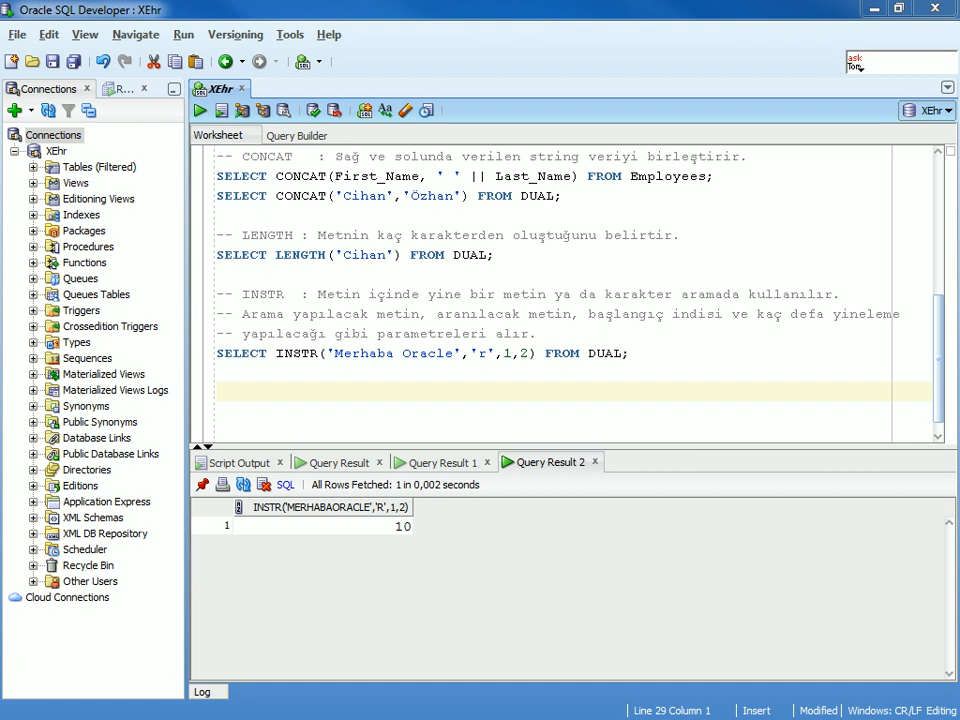 Oracle SQL Developer : XEhr
File Edit View Navigate Run Versioning Tools Help
ask
Tom
Connections
R...
XEhr
XEhr
Worksheet Query Builder
Connections
XEhr
Tables (Filtered)
Views
Editioning Views
Indexes
Packages
Procedures
Functions
Queues
Queues Tables
Triggers
Crossedition Triggers
Types
Sequences
Materialized Views
Materialized Views Logs
Synonyms
Public Synonyms
Database Links
Public Database Links
Directories
Editions
Application Express
XML Schemas
XML DB Repository
Scheduler
Recycle Bin
Other Users
Cloud Connections
-- CONCAT : Sağ ve solunda verilen string veriyi birleştirir.
SELECT CONCAT(First_Name, ' ' || Last_Name) FROM Employees;
SELECT CONCAT('Cihan','Özhan') FROM DUAL;
-- LENGTH : Metnin kaç karakterden oluştuğunu belirtir.
SELECT LENGTH('Cihan') FROM DUAL;
-- INSTR : Metin içinde yine bir metin ya da karakter aramada kullanılır.
-- Arama yapılacak metin, aranılacak metin, başlangıç indisi ve kaç defa yineleme
-- yapılacağı gibi parametreleri alır.
SELECT INSTR('Merhaba Oracle','r',1,2) FROM DUAL;
Script Output Query Result Query Result 1 Query Result 2
SQL All Rows Fetched: 1 in 0,002 seconds
INSTR('MERHABAORACLE','R',1,2)
1 10
Log
Line 29 Column 1 Insert Modified Windows: CR/LF Editing